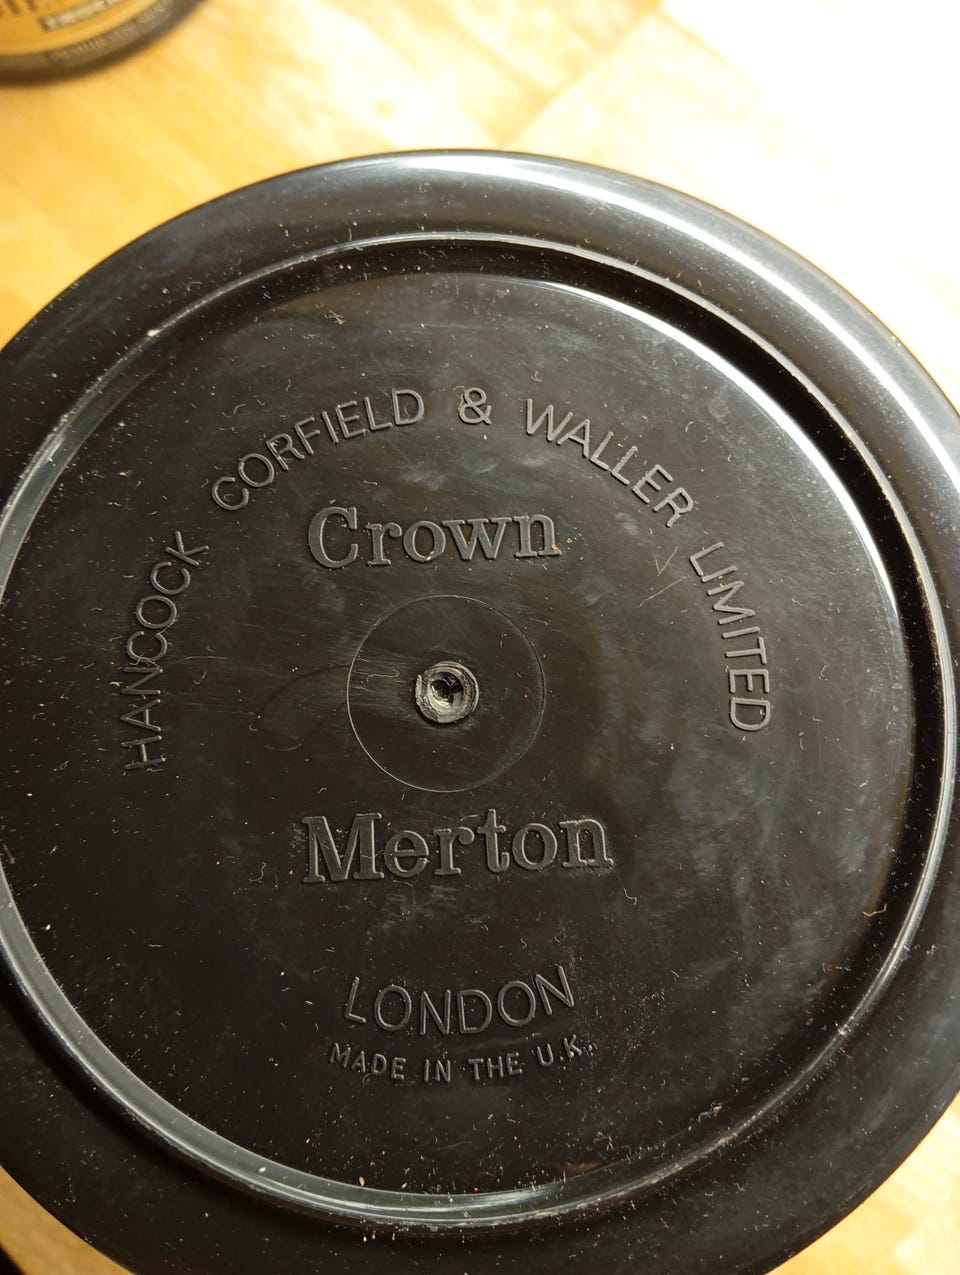 HANCOCK CORFIELD & WALLER LIMITED
Crown
Merton
LONDON
MADE IN THE U.K.